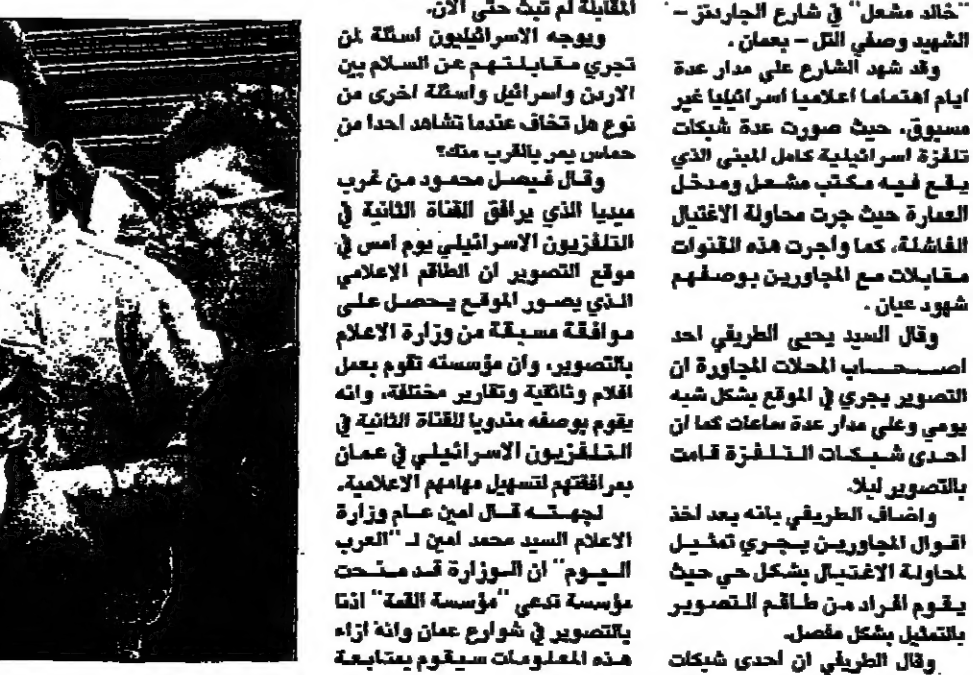 "خالد مشعل" في شارع الجاردنز –
الشهيد وصفي التل – بعمان .
وقد شهد الشارع على مدار عدة
ايام اهتماما اعلاميا اسرائيليا غير
مسبوق، حيث صورت عدة شبكات
تلفزة اسرائيلية كامل المبنى الذي
يقع فيه مكتب مشعل ومدخل
العمارة حيث جرت محاولة الاغتيال
الفاشلة، كما واجرت هذه القنوات
مقابلات مع المجاورين بوصفهم
شهود عيان .
وقال السيد يحيى الطريفي احد
اصحاب المحلات المجاورة ان
التصوير يجري في الموقع بشكل شبه
يومي وعلى مدار عدة ساعات كما ان
احدى شبكات التلفزة قامت
بالتصوير ليلا.
واضاف الطريفي بانه بعد اخذ
اقوال المجاورين يجري تمثيل
لمحاولة الاغتيال بشكل حي حيث
يقوم افراد من طاقم التصوير
بالتمثيل بشكل مفصل.
وقال الطريفي ان احدى شبكات
المقابلة لم تبث حتى الآن.
ويوجه الاسرائيليون اسئلة لمن
تجري مقابلتهم عن السلام بين
الاردن واسرائيل واسئلة اخرى من
نوع هل تخاف عندما تشاهد احدا من
حماس يمر بالقرب منك؟
وقال فيصل محمود من غرب
ميديا الذي يرافق القناة الثانية في
التلفزيون الاسرائيلي يوم امس في
موقع التصوير ان الطاقم الاعلامي
الذي يصور الموقع يحصل على
موافقة مسبقة من وزارة الاعلام
بالتصوير، وان مؤسسته تقوم بعمل
افلام وثائقية وتقارير مختلفة، وانه
يقوم بوصفه مندوبا للقناة الثانية في
التلفزيون الاسرائيلي في عمان
بمرافقتهم لتسهيل مهامهم الاعلامية.
لجهته قال امين عام وزارة
الاعلام السيد محمد امين لـ "العرب
اليوم" ان الوزارة قد منحت
مؤسسة تدعى "مؤسسة القمة" اذنا
بالتصوير في شوارع عمان وانه ازاء
هذه المعلومات سيقوم بمتابعة